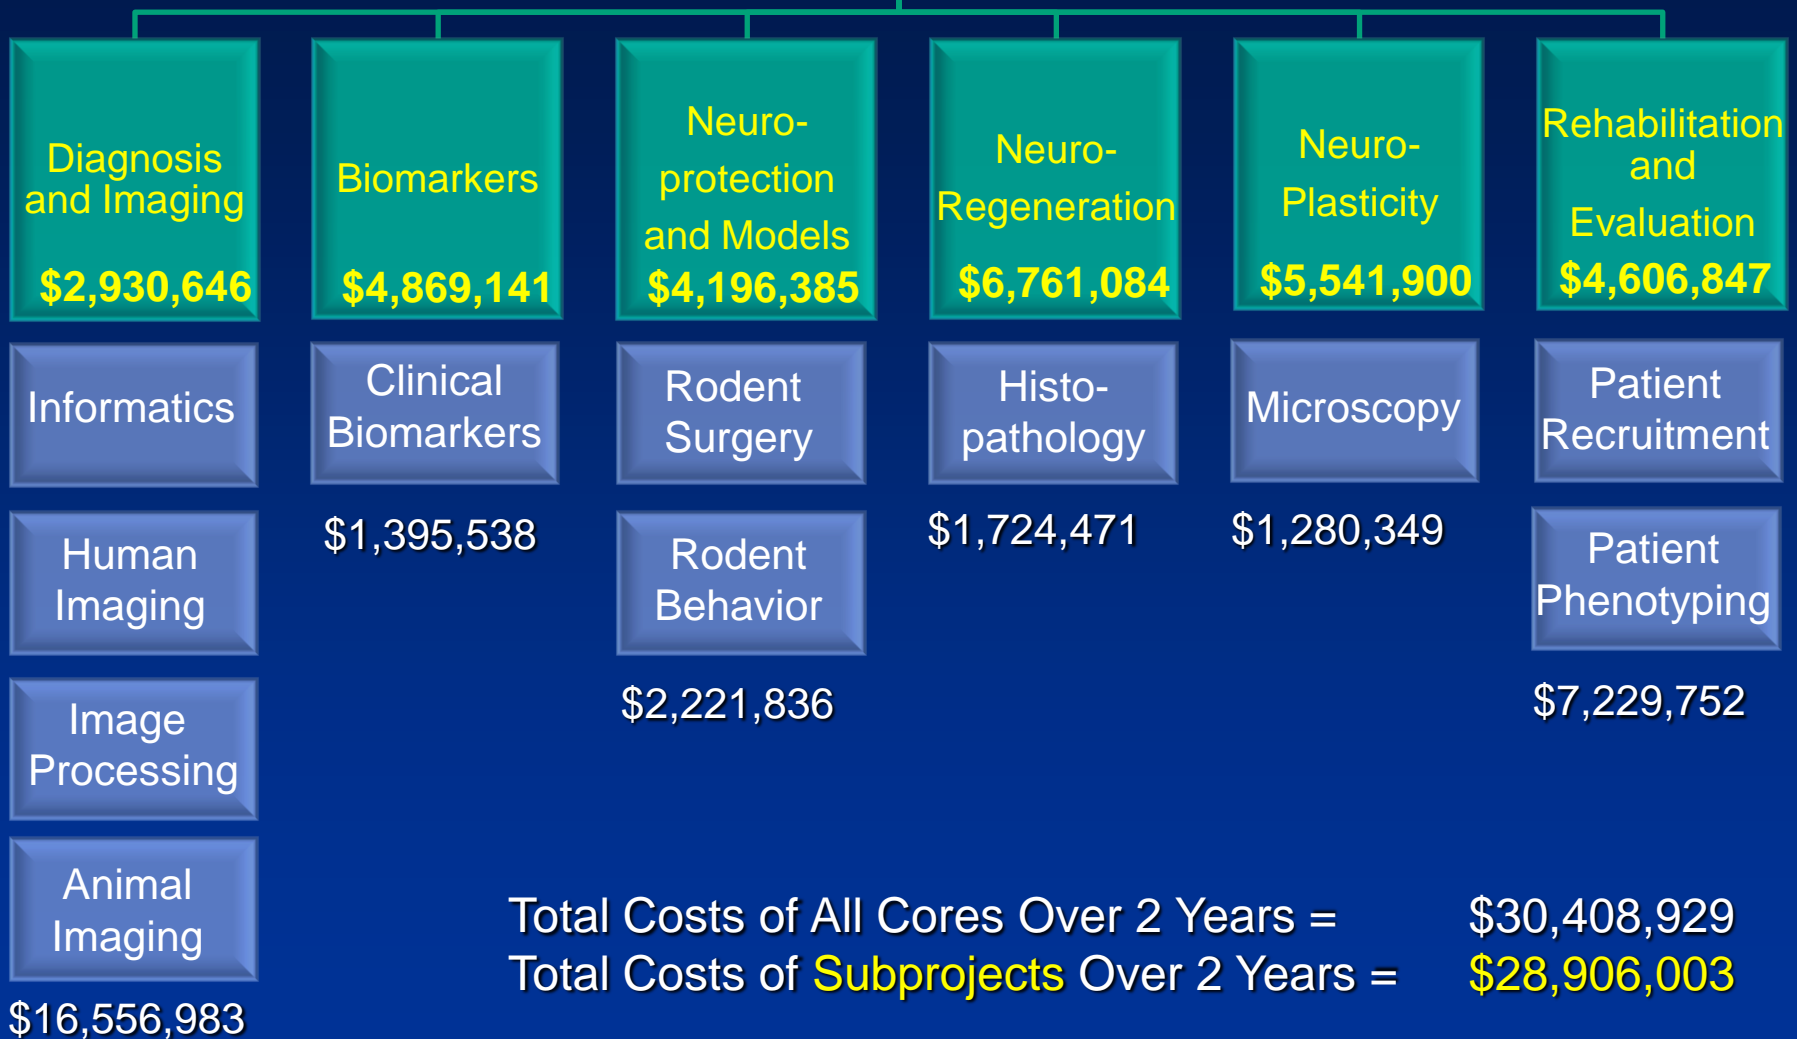 Diagnosis
and Imaging
$2,930,646
Biomarkers
$4,869,141
Neuro-
protection
and Models
$4,196,385
Neuro-
Regeneration
$6,761,084
Neuro-
Plasticity
$5,541,900
Rehabilitation
and
Evaluation
$4,606,847
Informatics
Human
Imaging
Image
Processing
Animal
Imaging
$16,556,983
Clinical
Biomarkers
$1,395,538
Rodent
Surgery
Rodent
Behavior
$2,221,836
Histo-
pathology
$1,724,471
Microscopy
$1,280,349
Patient
Recruitment
Patient
Phenotyping
$7,229,752
Total Costs of All Cores Over 2 Years = $30,408,929
Total Costs of Subprojects Over 2 Years = $28,906,003